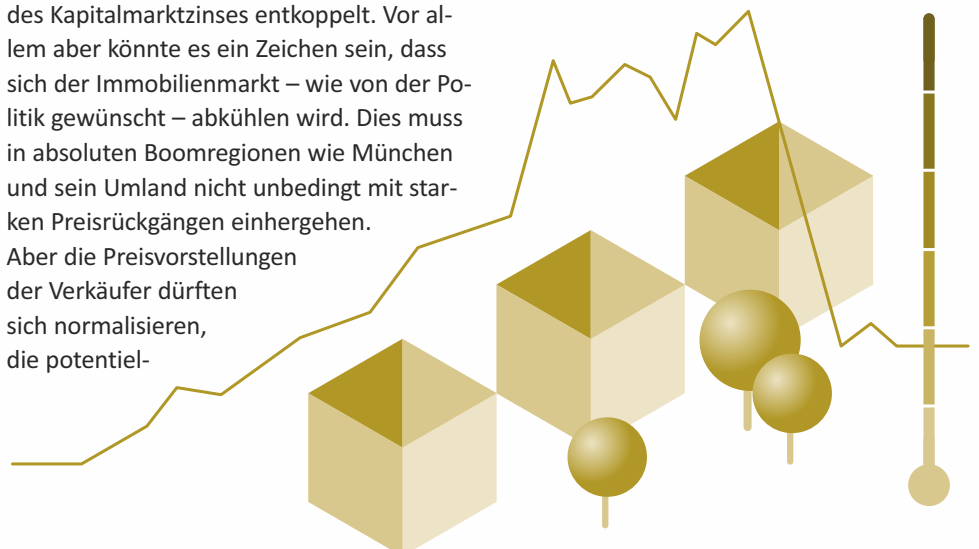 des Kapitalmarktzinses entkoppelt. Vor al-
lem aber könnte es ein Zeichen sein, dass
sich der Immobilienmarkt – wie von der Po-
litik gewünscht – abkühlen wird. Dies muss
in absoluten Boomregionen wie München
und sein Umland nicht unbedingt mit star-
ken Preisrückgängen einhergehen.
Aber die Preisvorstellungen
der Verkäufer dürften
sich normalisieren,
die potentiel-